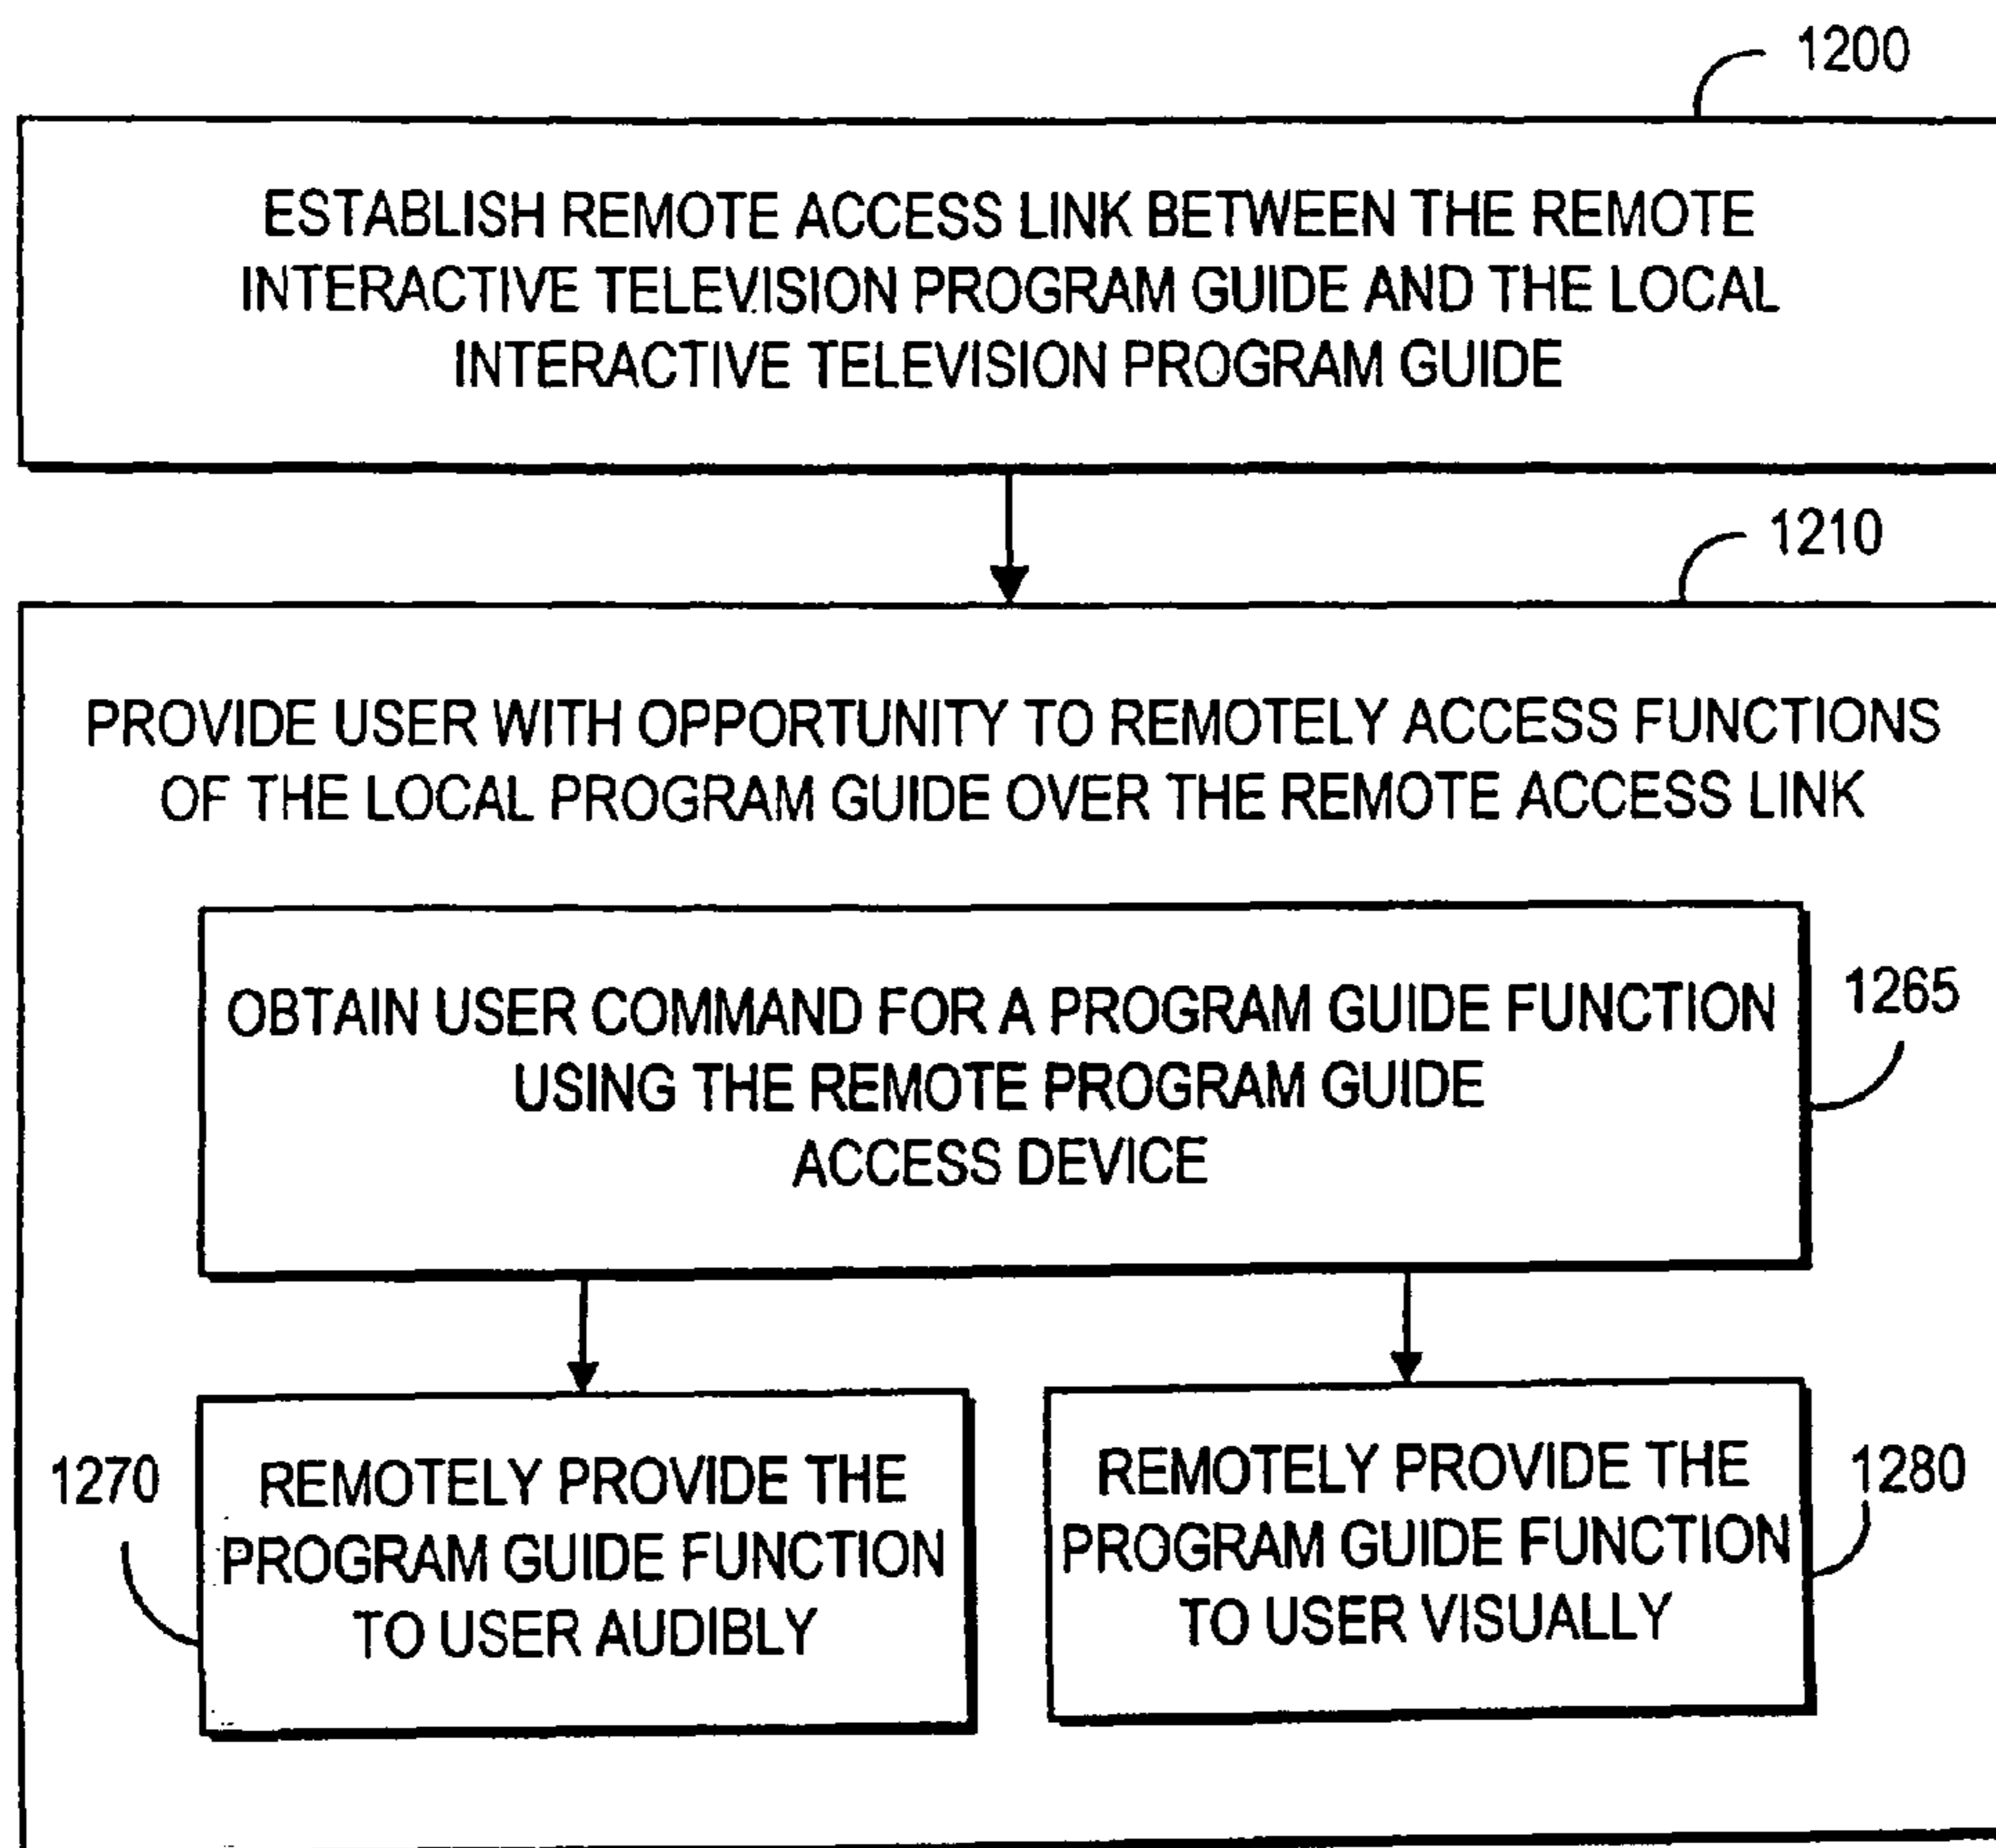 1200
ESTABLISH REMOTE ACCESS LINK BETWEEN THE REMOTE
INTERACTIVE TELEVISION PROGRAM GUIDE AND THE LOCAL
INTERACTIVE TELEVISION PROGRAM GUIDE
1210
PROVIDE USER WITH OPPORTUNITY TO REMOTELY ACCESS FUNCTIONS
OF THE LOCAL PROGRAM GUIDE OVER THE REMOTE ACCESS LINK
OBTAIN USER COMMAND FOR A PROGRAM GUIDE FUNCTION
USING THE REMOTE PROGRAM GUIDE
ACCESS DEVICE
1265
1270
REMOTELY PROVIDE THE
PROGRAM GUIDE FUNCTION
TO USER AUDIBLY
REMOTELY PROVIDE THE
PROGRAM GUIDE FUNCTION
TO USER VISUALLY
1280